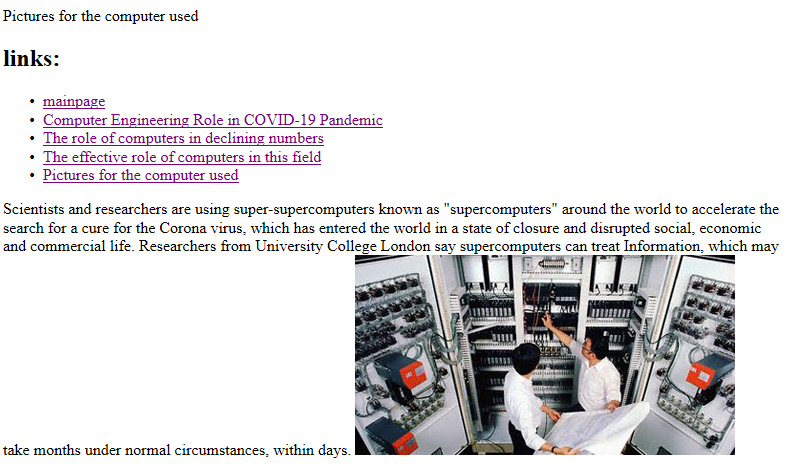 Pictures for the computer used
links:
• mainpage
• Computer Engineering Role in COVID-19 Pandemic
• The role of computers in declining numbers
• The effective role of computers in this field
• Pictures for the computer used
Scientists and researchers are using super-supercomputers known as "supercomputers" around the world to accelerate the
search for a cure for the Corona virus, which has entered the world in a state of closure and disrupted social, economic
and commercial life. Researchers from University College London say supercomputers can treat Information, which may
take months under normal circumstances, within days.